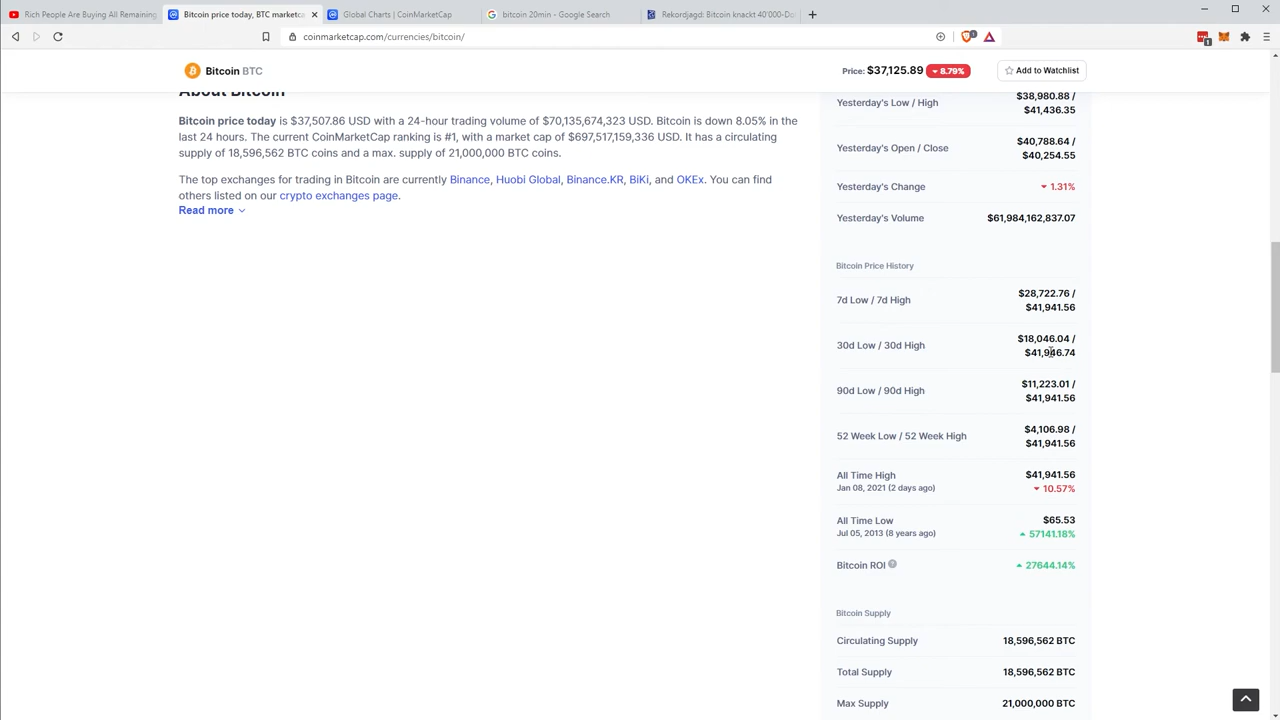 Rich People Are Buying All Remaining
Bitcoin price today, BTC marketc
Global Charts | CoinMarketCap
bitcoin 20min - Google Search
Rekordjagd: Bitcoin knackt 40'000-Do
coinmarketcap.com/currencies/bitcoin/
1
1
Bitcoin BTC
Price: $37,125.89 8.79%
Add to Watchlist
About Bitcoin
Bitcoin price today is $37,507.86 USD with a 24-hour trading volume of $70,135,674,323 USD. Bitcoin is down 8.05% in the
last 24 hours. The current CoinMarketCap ranking is #1, with a market cap of $697,517,159,336 USD. It has a circulating
supply of 18,596,562 BTC coins and a max. supply of 21,000,000 BTC coins.
The top exchanges for trading in Bitcoin are currently Binance, Huobi Global, Binance.KR, BiKi, and OKEx. You can find
others listed on our crypto exchanges page.
Read more
Yesterday's Low / High
$38,980.88 /
$41,436.35
Yesterday's Open / Close
$40,788.64 /
$40,254.55
Yesterday's Change
1.31%
Yesterday's Volume
$61,984,162,837.07
Bitcoin Price History
7d Low / 7d High
$28,722.76 /
$41,941.56
30d Low / 30d High
$18,046.04 /
$41,946.74
90d Low / 90d High
$11,223.01 /
$41,941.56
52 Week Low / 52 Week High
$4,106.98 /
$41,941.56
All Time High
Jan 08, 2021 (2 days ago)
$41,941.56
10.57%
All Time Low
Jul 05, 2013 (8 years ago)
$65.53
57141.18%
Bitcoin ROI ?
27644.14%
Bitcoin Supply
Circulating Supply
18,596,562 BTC
Total Supply
18,596,562 BTC
Max Supply
21,000,000 BTC